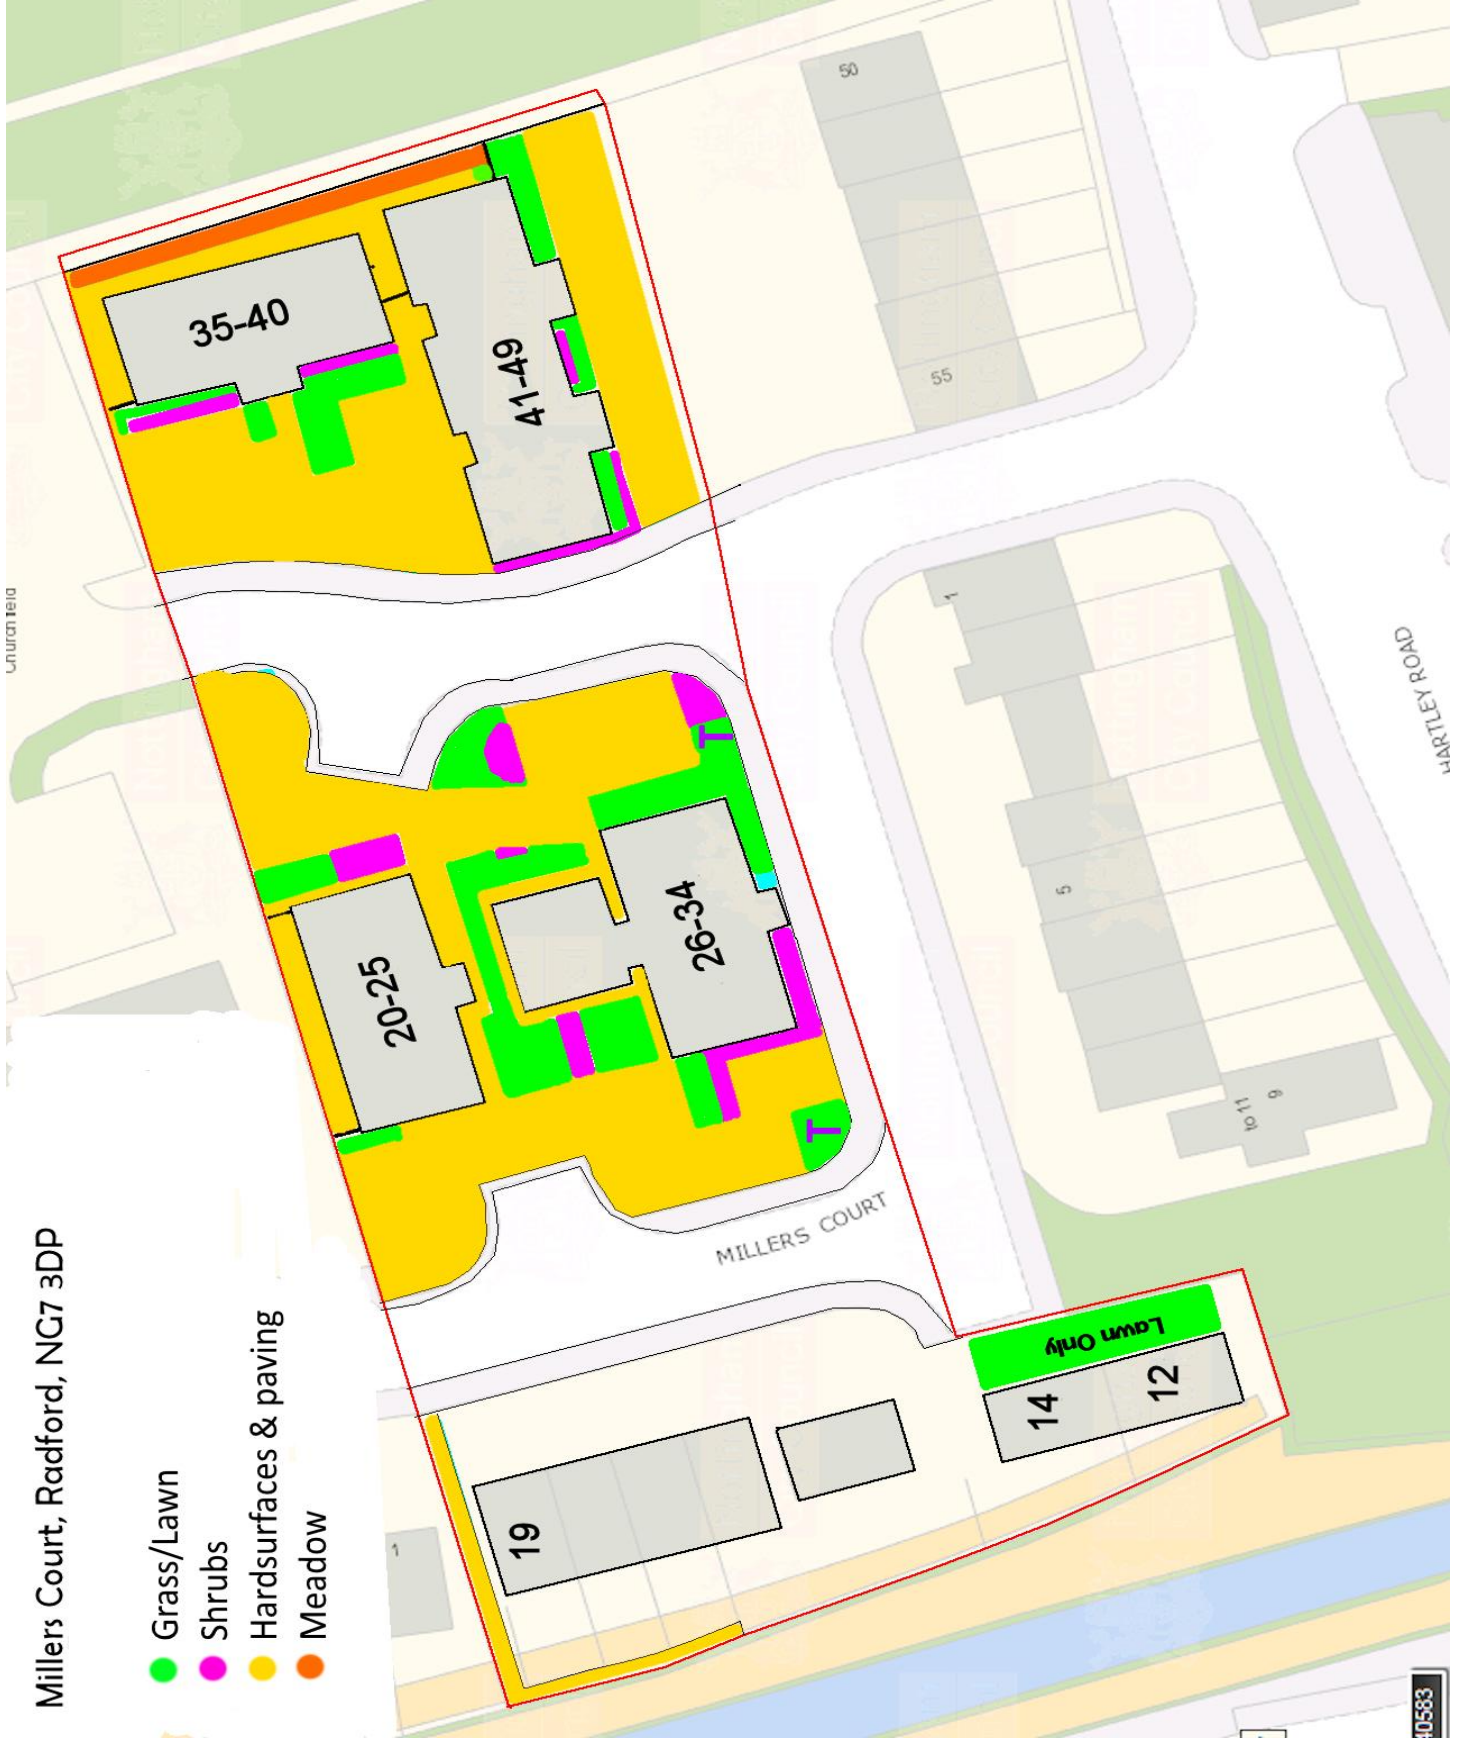 Millers Court, Radford, NG7 3DP
Grass/Lawn
Shrubs
Hardsurfaces & paving
Meadow
50
55
35-40
41-49
1
5
HARTLEY ROAD
20-25
26-34
T
T
to 11
9
MILLERS COURT
Lawn Only
14
12
19
1
40583